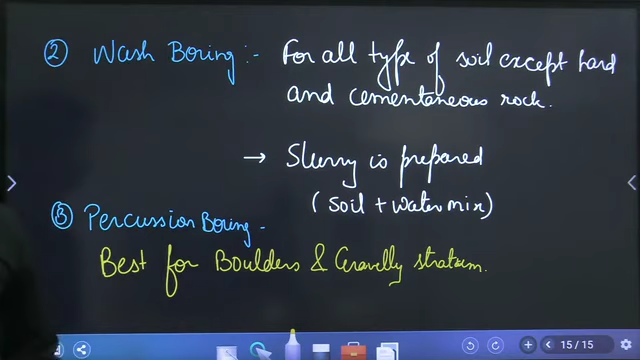 ② Wash Boring :- For all type of soil except hard
and cementaneous rock.
→ Slurry is prepared
(soil + water mix)
③ Percussion Boring -
Best for Boulders & Gravelly stratum.
15 / 15